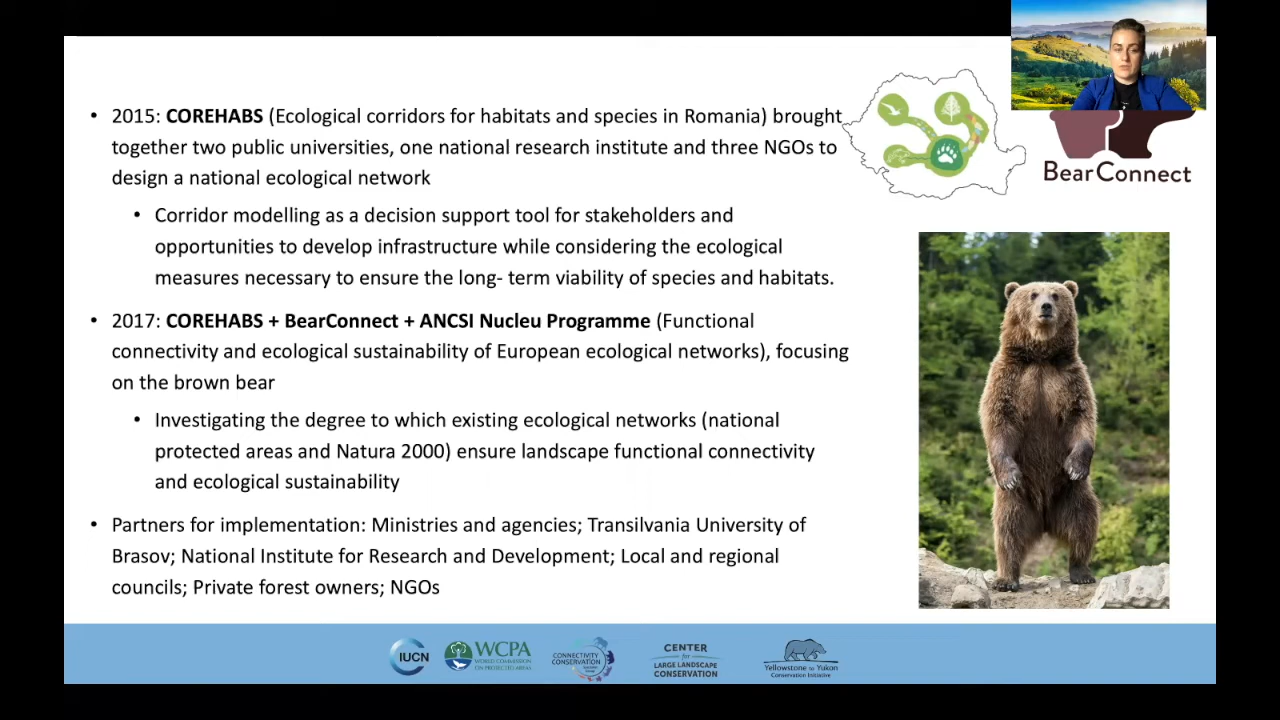 • 2015: COREHABS (Ecological corridors for habitats and species in Romania) brought
together two public universities, one national research institute and three NGOs to
design a national ecological network
• Corridor modelling as a decision support tool for stakeholders and
opportunities to develop infrastructure while considering the ecological
measures necessary to ensure the long- term viability of species and habitats.
• 2017: COREHABS + BearConnect + ANCSI Nucleu Programme (Functional
connectivity and ecological sustainability of European ecological networks), focusing
on the brown bear
• Investigating the degree to which existing ecological networks (national
protected areas and Natura 2000) ensure landscape functional connectivity
and ecological sustainability
• Partners for implementation: Ministries and agencies; Transilvania University of
Brasov; National Institute for Research and Development; Local and regional
councils; Private forest owners; NGOs
BearConnect
IUCN
WCPA
WORLD COMMISSION
ON PROTECTED AREAS
CONNECTIVITY
CONSERVATION
CENTER
for
LARGE LANDSCAPE
CONSERVATION
Yellowstone to Yukon
Conservation Initiative